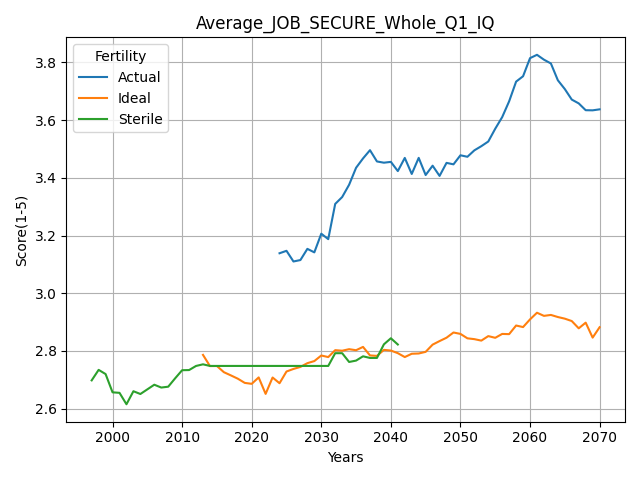 Average_JOB_SECURE_Whole_Q1_IQ
Fertility
Actual
Ideal
Sterile
Score(1-5)
3.8
3.6
3.4
3.2
3.0
2.8
2.6
2000 2010 2020 2030 2040 2050 2060 2070
Years